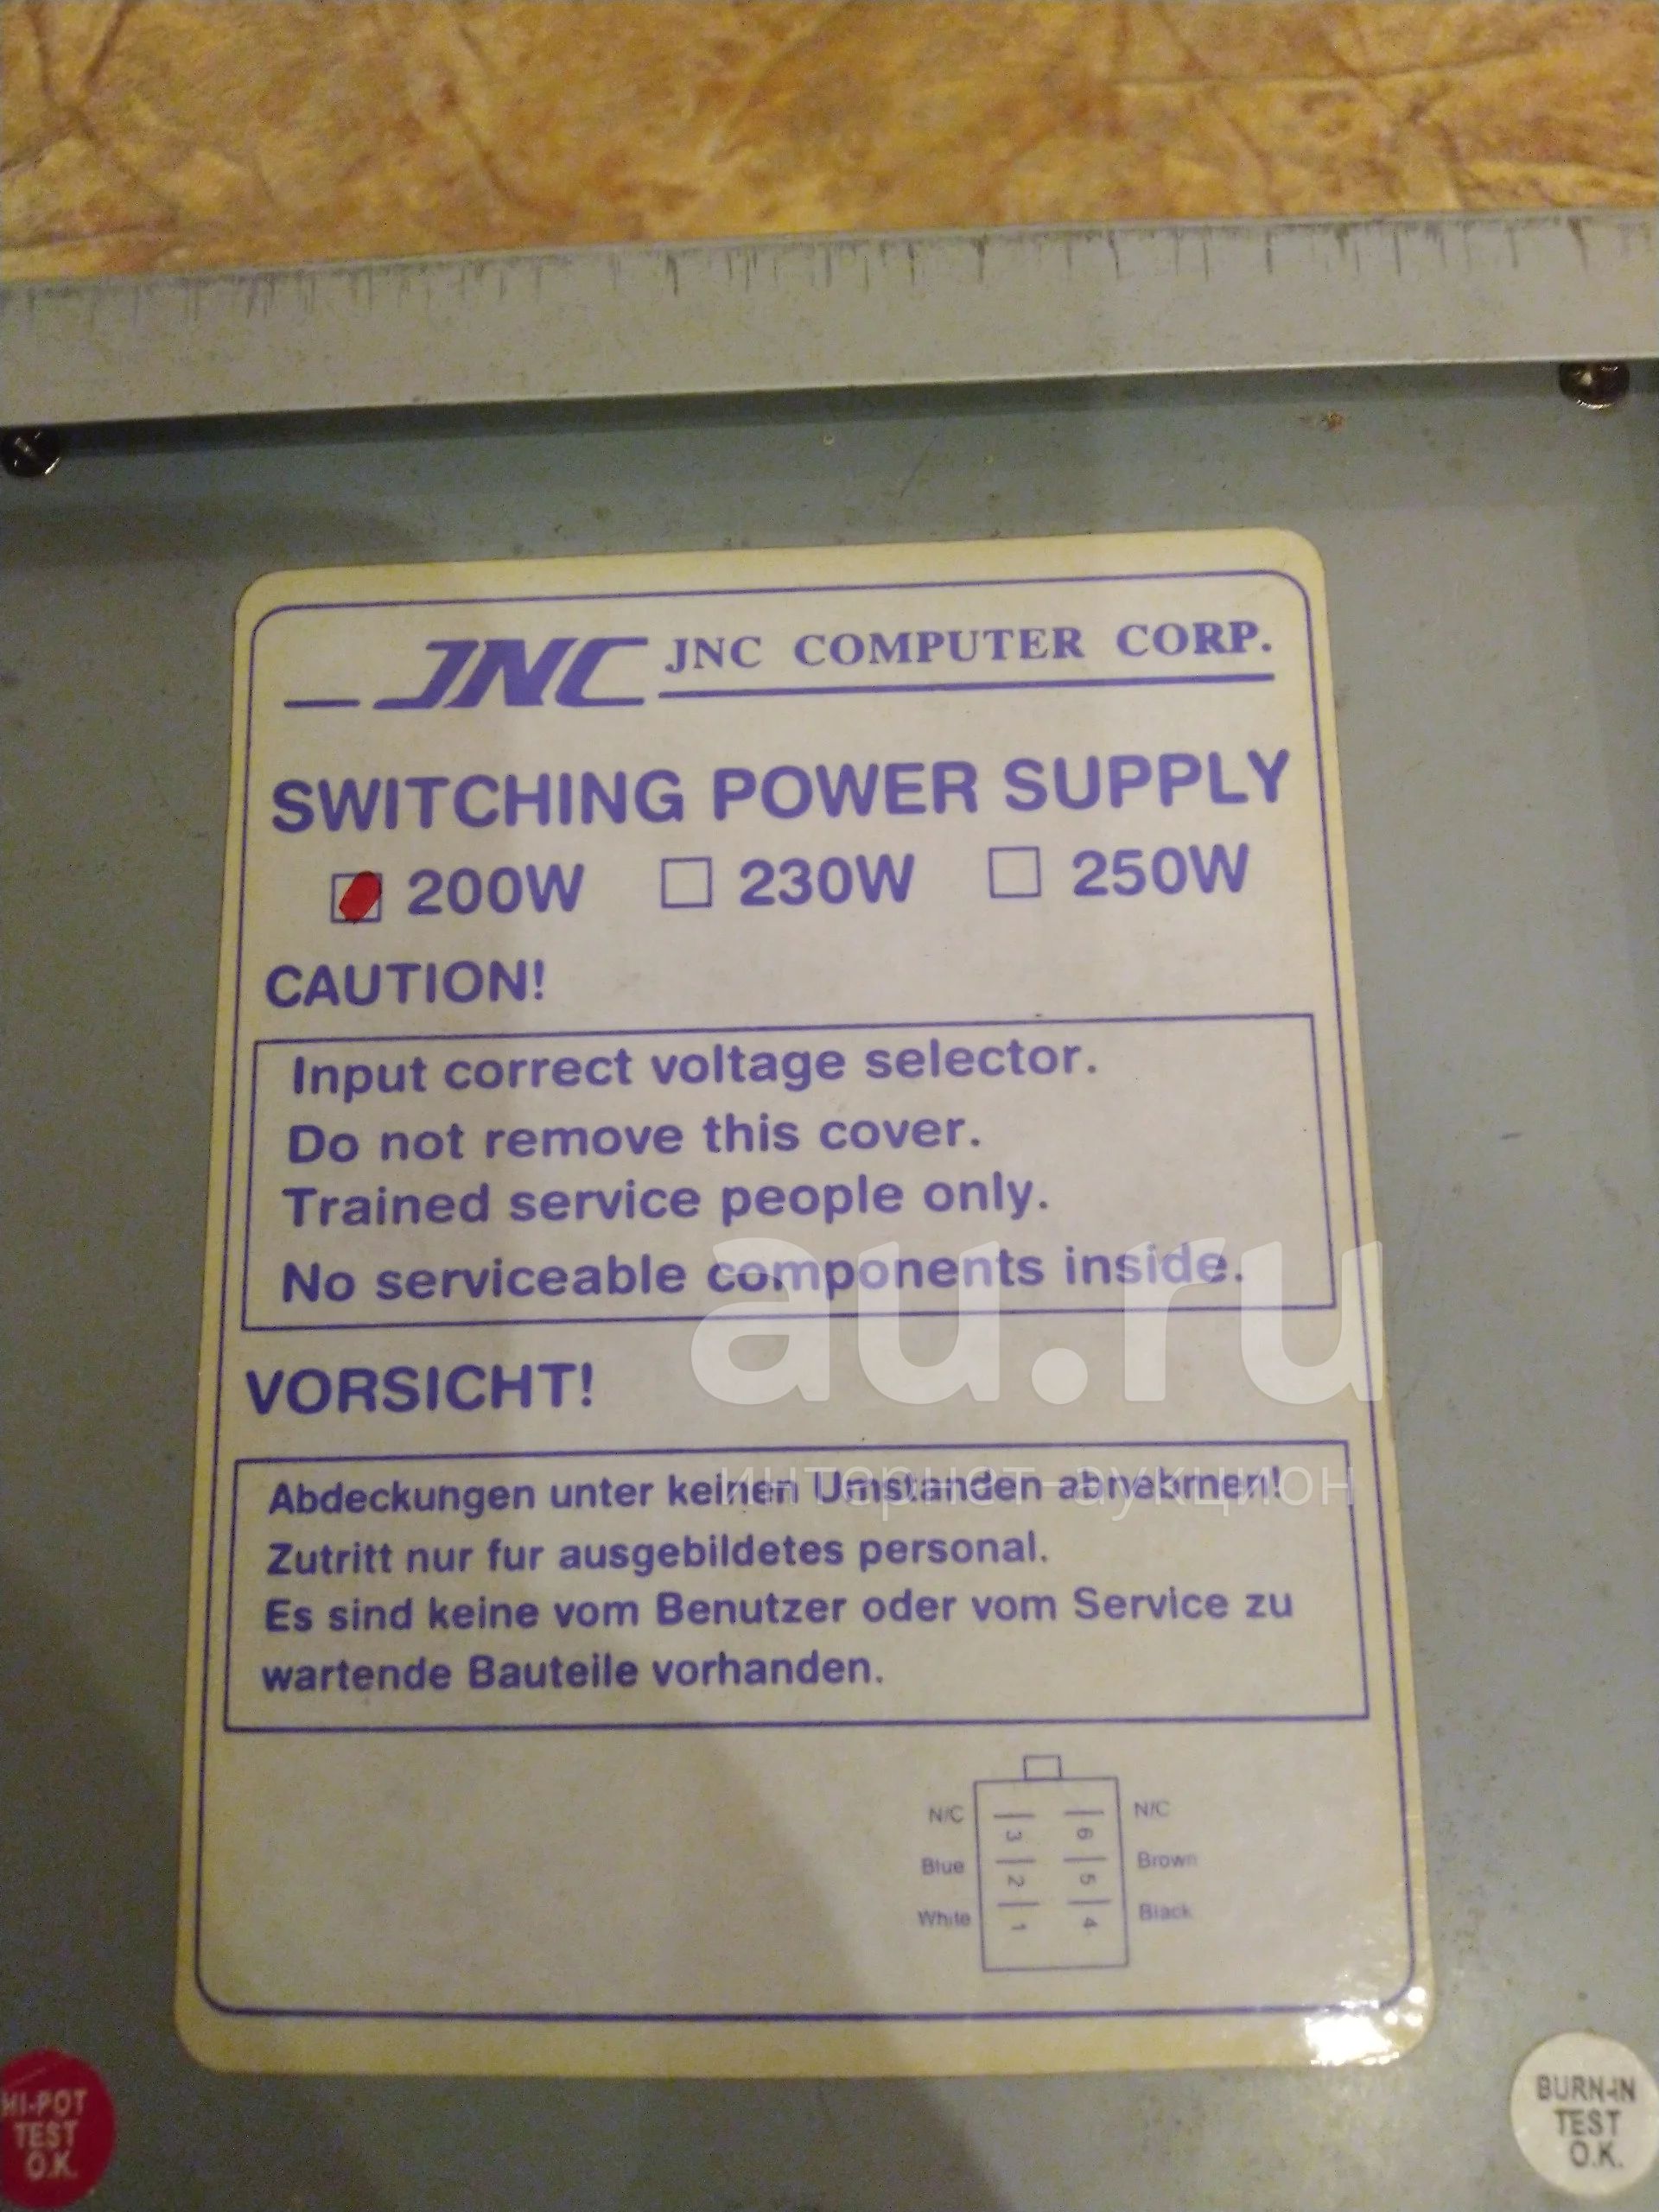 JNC JNC COMPUTER CORP.
SWITCHING POWER SUPPLY
200W 230W 250W
CAUTION!
Input correct voltage selector.
Do not remove this cover.
Trained service people only.
No serviceable components inside.
au.ru
VORSICHT!
интернет-аукцион
Abdeckungen unter keinen Umstanden abnebmen!
Zutritt nur fur ausgebildetes personal.
Es sind keine vom Benutzer oder vom Service zu
wartende Bauteile vorhanden.
N/C 3 6 N/C
Blue 2 5 Brown
White 1 4 Black
HI-POT
TEST
O.K.
BURN-IN
TEST
O.K.